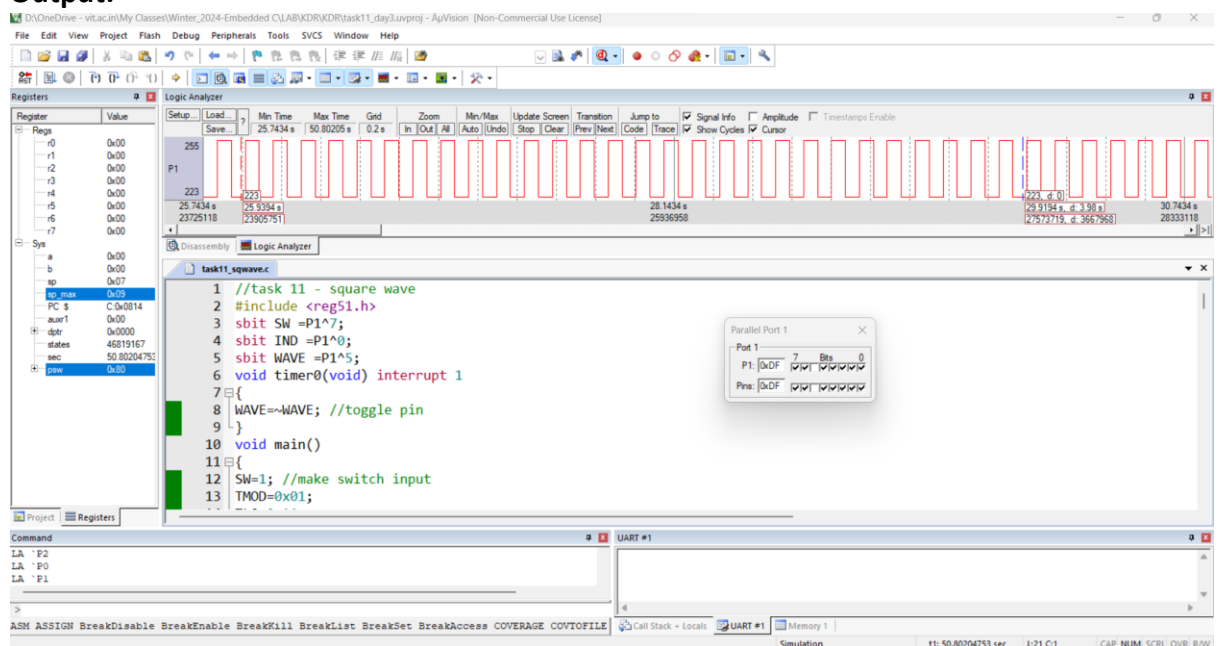 Output:
D:\OneDrive - vit.ac.in\My Classes\Winter_2024-Embedded C\LAB\KDR\KDR\task11_day3.uvproj - ÂµVision [Non-Commercial Use License]
File Edit View Project Flash Debug Peripherals Tools SVCS Window Help
Registers
Logic Analyzer
Register Value
Regs
r0 0x00
r1 0x00
r2 0x00
r3 0x00
r4 0x00
r5 0x00
r6 0x00
r7 0x00
Sys
a 0x00
b 0x00
sp 0x07
sp_max 0x09
PC $ C:0x0814
auxr1 0x00
dptr 0x0000
states 46819167
sec 50.80204753
psw 0x80
Project Registers
Setup... Load... ? Min Time Max Time Grid Zoom Min/Max Update Screen Transition Jump to Signal Info Amplitude Timestamps Enable
Save... 25.7434 s 50.80205 s 0.2 s In Out All Auto Undo Stop Clear Prev Next Code Trace Show Cycles Cursor
255
P1
223 223 223, d: 0
25.7434 s 25.9394 s 28.1434 s 29.9194 s, d: 3.98 s 30.7434 s
23725118 23905751 25936958 27573719, d: 3667968 28333118
Disassembly Logic Analyzer
task11_sqwave.c
1 //task 11 - square wave
2 #include <reg51.h>
3 sbit SW =P1^7;
4 sbit IND =P1^0;
5 sbit WAVE =P1^5;
6 void timer0(void) interrupt 1
7 {
8 WAVE=~WAVE; //toggle pin
9 }
10 void main()
11 {
12 SW=1; //make switch input
13 TMOD=0x01;
Parallel Port 1
Port 1
7 Bits 0
P1: 0xDF
Pins: 0xDF
Command
LA `P2
LA `P0
LA `P1
>
ASM ASSIGN BreakDisable BreakEnable BreakKill BreakList BreakSet BreakAccess COVERAGE COVTOFILE
UART #1
Call Stack + Locals UART #1 Memory 1
Simulation t1: 50.80204753 sec L:21 C:1 CAP NUM SCRL OVR R/W